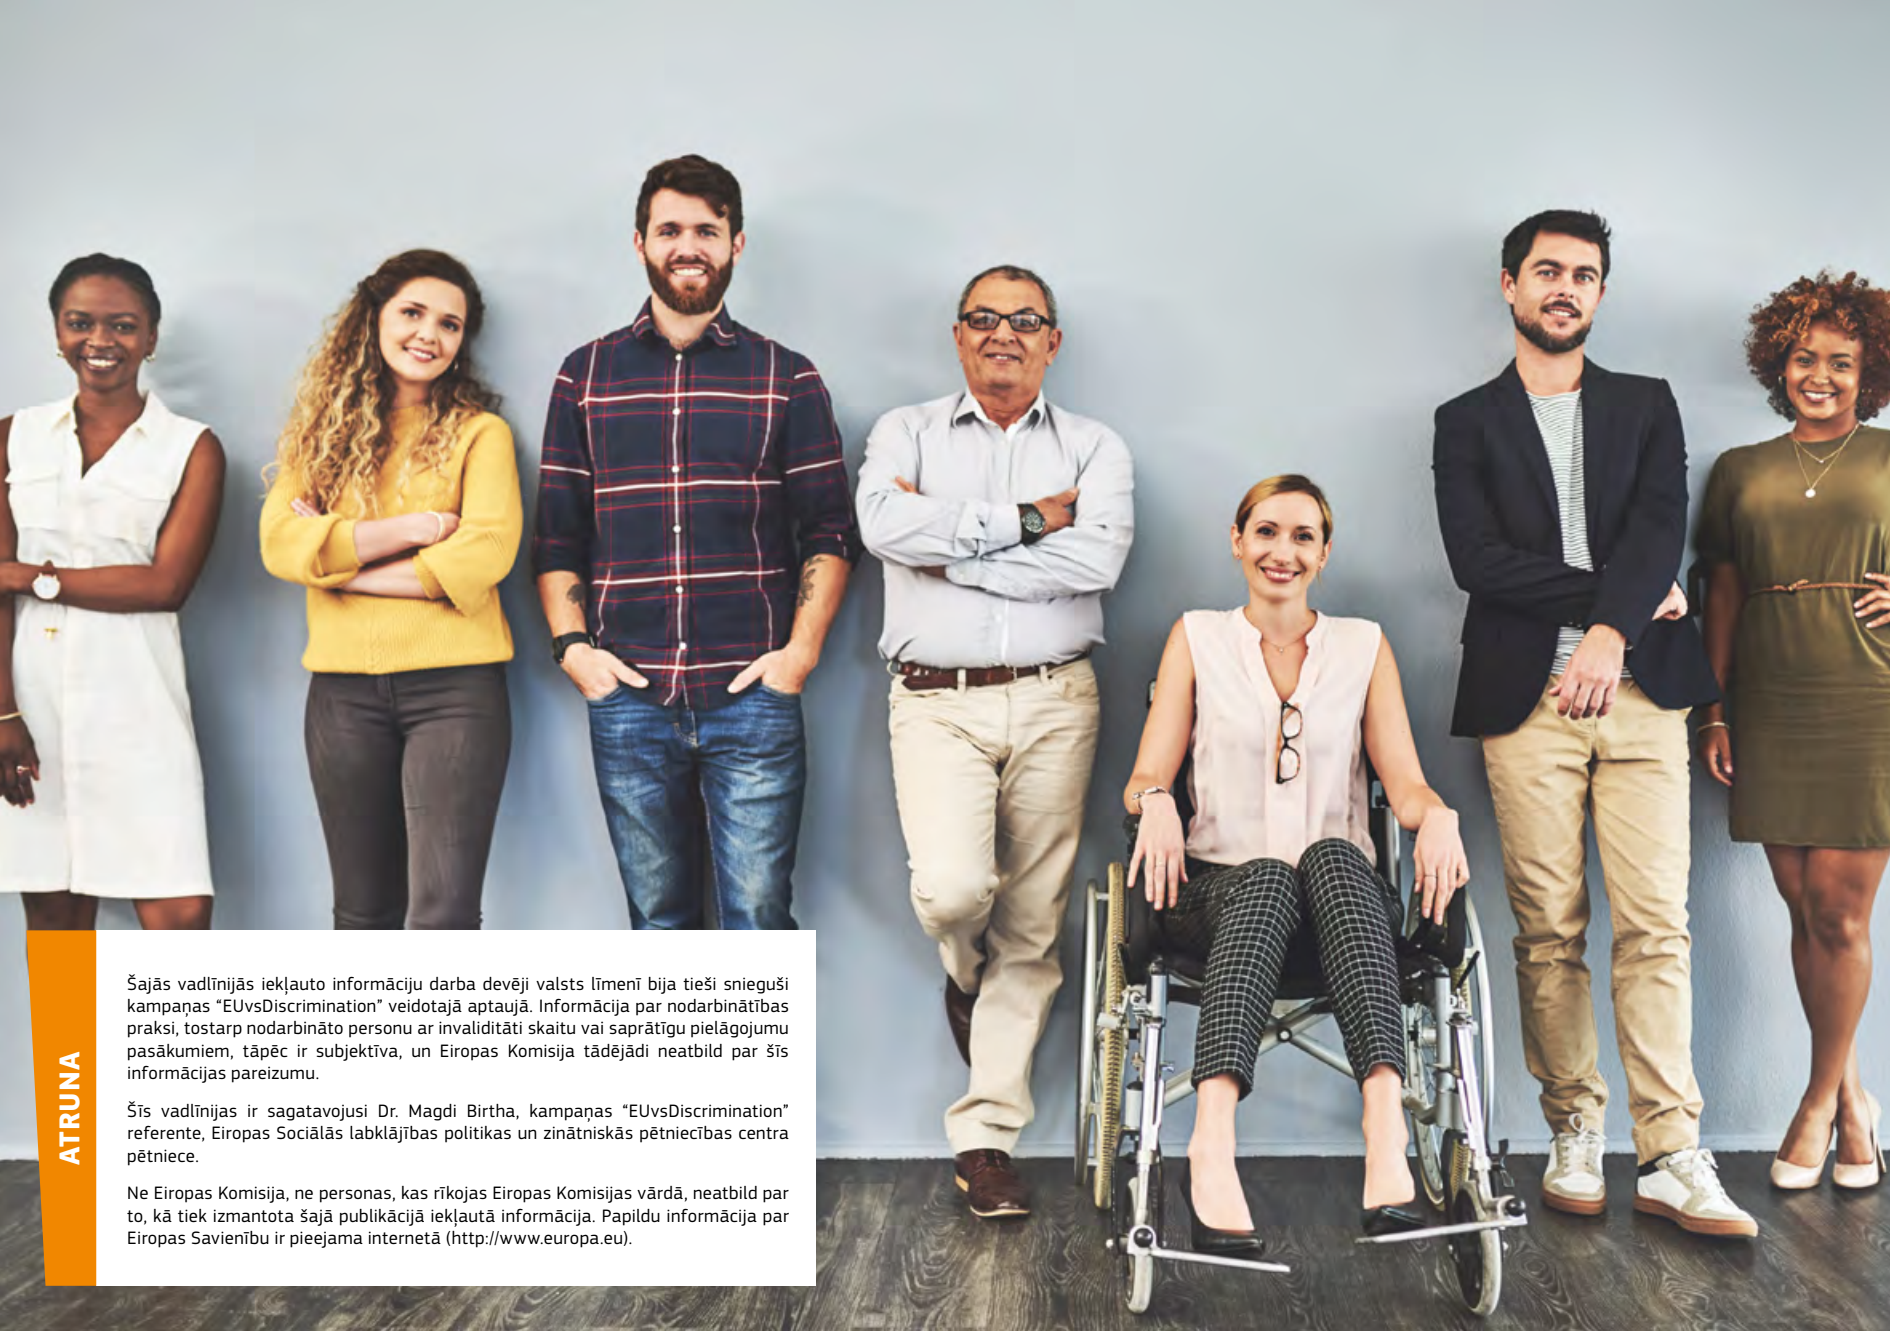 ATRUNA
Šajās vadlīnijās iekļauto informāciju darba devēji valsts līmenī bija tieši snieguši
kampaņas “EUvsDiscrimination” veidotajā aptaujā. Informācija par nodarbinātības
praksi, tostarp nodarbināto personu ar invaliditāti skaitu vai saprātīgu pielāgojumu
pasākumiem, tāpēc ir subjektīva, un Eiropas Komisija tādējādi neatbild par šīs
informācijas pareizumu.
Šīs vadlīnijas ir sagatavojusi Dr. Magdi Birtha, kampaņas “EUvsDiscrimination”
referente, Eiropas Sociālās labklājības politikas un zinātniskās pētniecības centra
pētniece.
Ne Eiropas Komisija, ne personas, kas rīkojas Eiropas Komisijas vārdā, neatbild par
to, kā tiek izmantota šajā publikācijā iekļautā informācija. Papildu informācija par
Eiropas Savienību ir pieejama internetā (http://www.europa.eu).